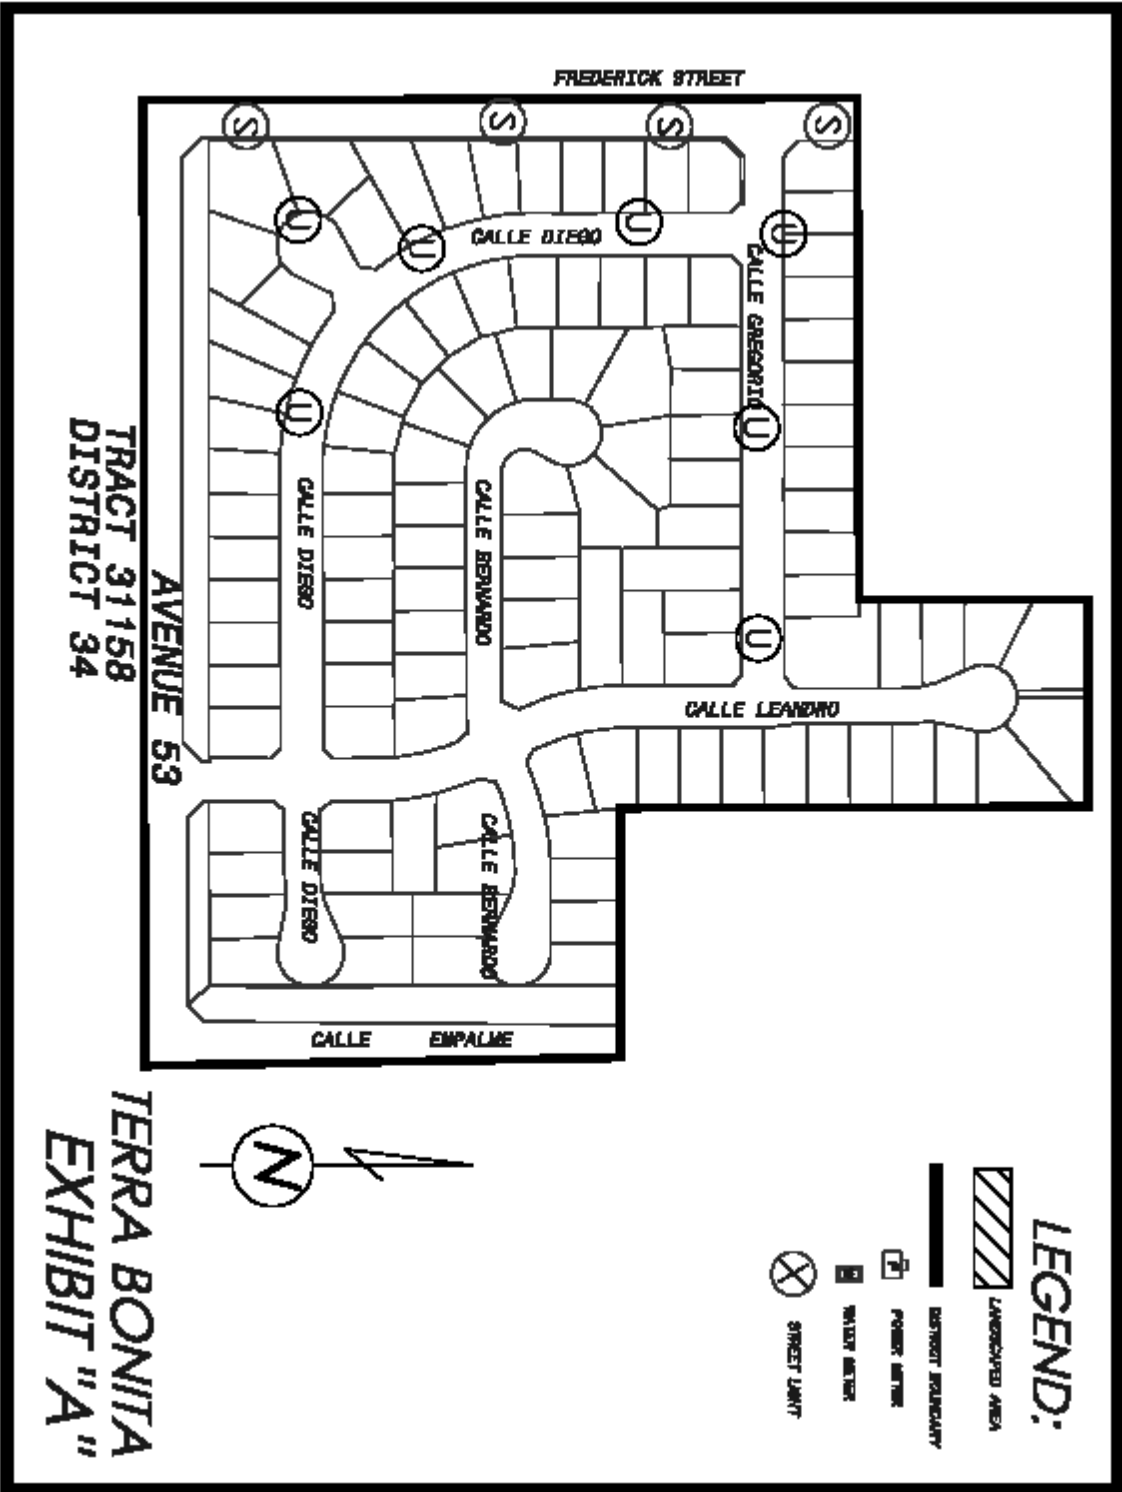 FREDERICK STREET
S
S
S
S
U
U
U
U
CALLE DIEGO
CALLE GREGORIO
U
U
CALLE DIEGO
CALLE BERNARDO
U
CALLE LEANDRO
CALLE DIEGO
CALLE BERNARDO
CALLE EMPALME
AVENUE 53
TRACT 31158
DISTRICT 34
N
TERRA BONITA
EXHIBIT "A"
LEGEND:
LANDSCAPED AREA
DISTRICT BOUNDARY
POWER METER
WATER METER
STREET LIGHT